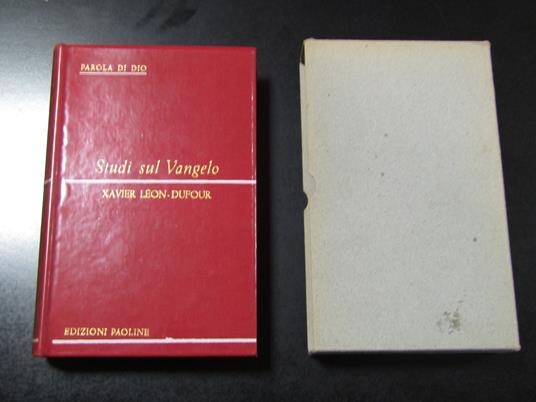 PAROLA DI DIO
Studi sul Vangelo
XAVIER LÉON-DUFOUR
EDIZIONI PAOLINE